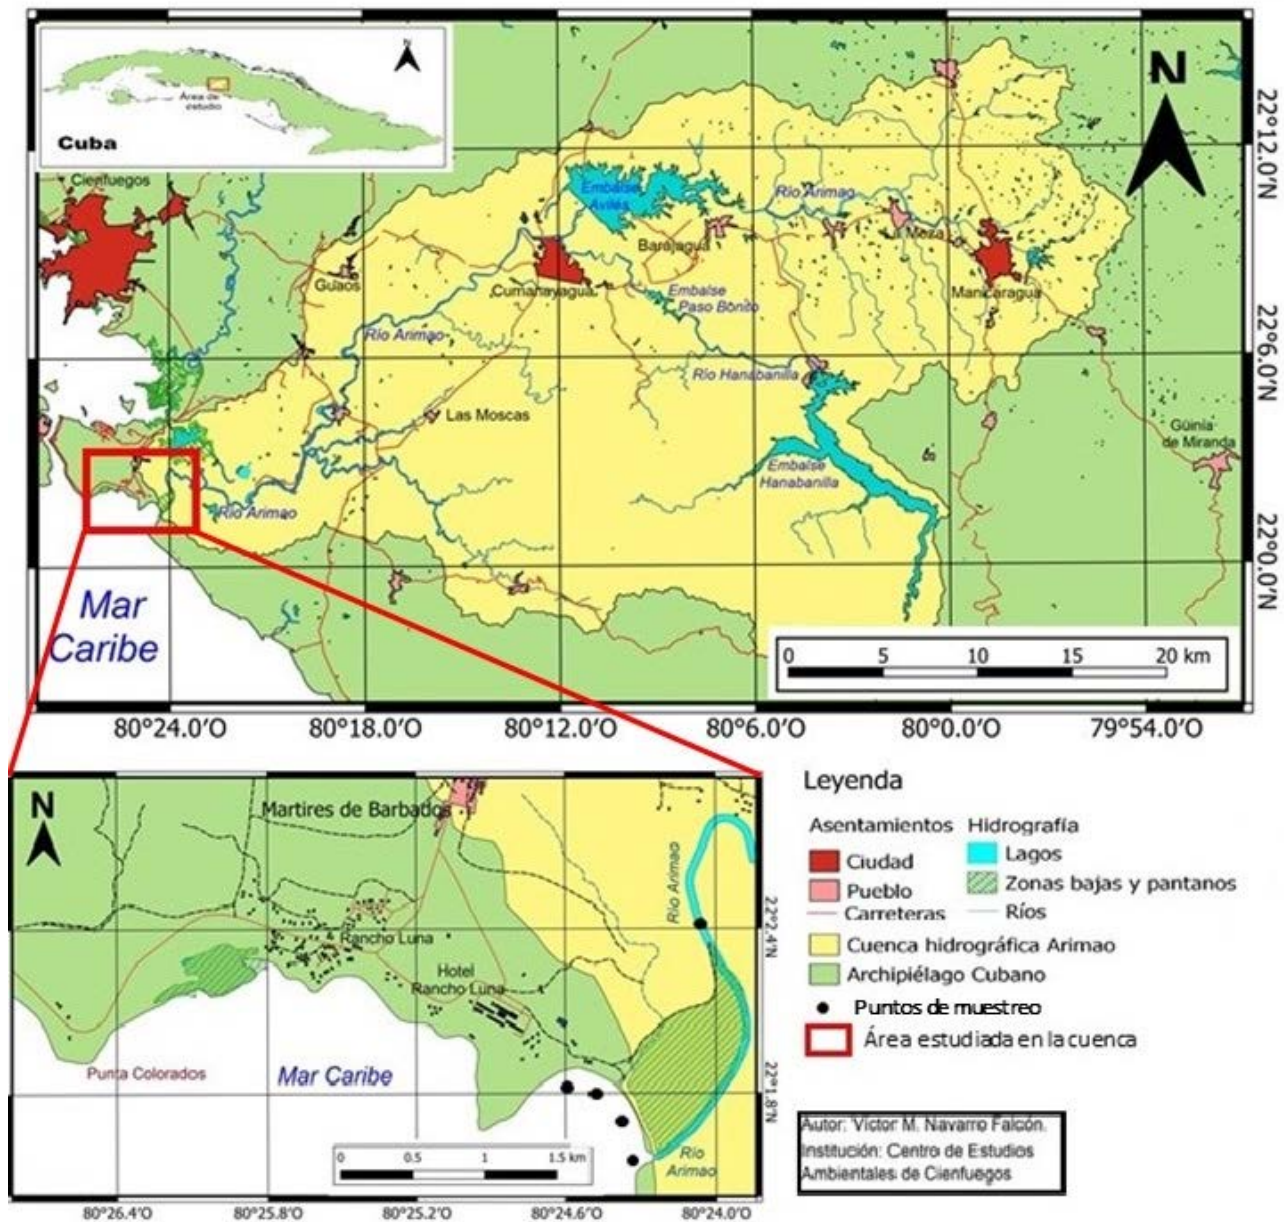 N
Área de
estudio
Cuba
N
22°12.0'N
22°6.0'N
22°0.0'N
Cienfuegos
Guaos
Cumanayagua
Embalse
Avilés
Barajagua
Río Arimao
La Moza
Manicaragua
Embalse
Paso Bonito
Río Arimao
Río Hanabanilla
Las Moscas
Güinia
de Miranda
Embalse
Hanabanilla
Río Arimao
Mar
Caribe
0 5 10 15 20 km
80°24.0'O 80°18.0'O 80°12.0'O 80°6.0'O 80°0.0'O 79°54.0'O
N
Martires de Barbados
Río Arimao
Rancho Luna
Hotel
Rancho Luna
Punta Colorados
Mar Caribe
Río
Arimao
0 0.5 1 1.5 km
22°2.4'N
22°1.8'N
80°26.4'O 80°25.8'O 80°25.2'O 80°24.6'O 80°24.0'O
Leyenda
Asentamientos Hidrografía
Ciudad Lagos
Pueblo Zonas bajas y pantanos
Carreteras Ríos
Cuenca hidrográfica Arimao
Archipiélago Cubano
Puntos de muestreo
Área estudiada en la cuenca
Autor: Víctor M. Navarro Falcón.
Institución: Centro de Estudios
Ambientales de Cienfuegos